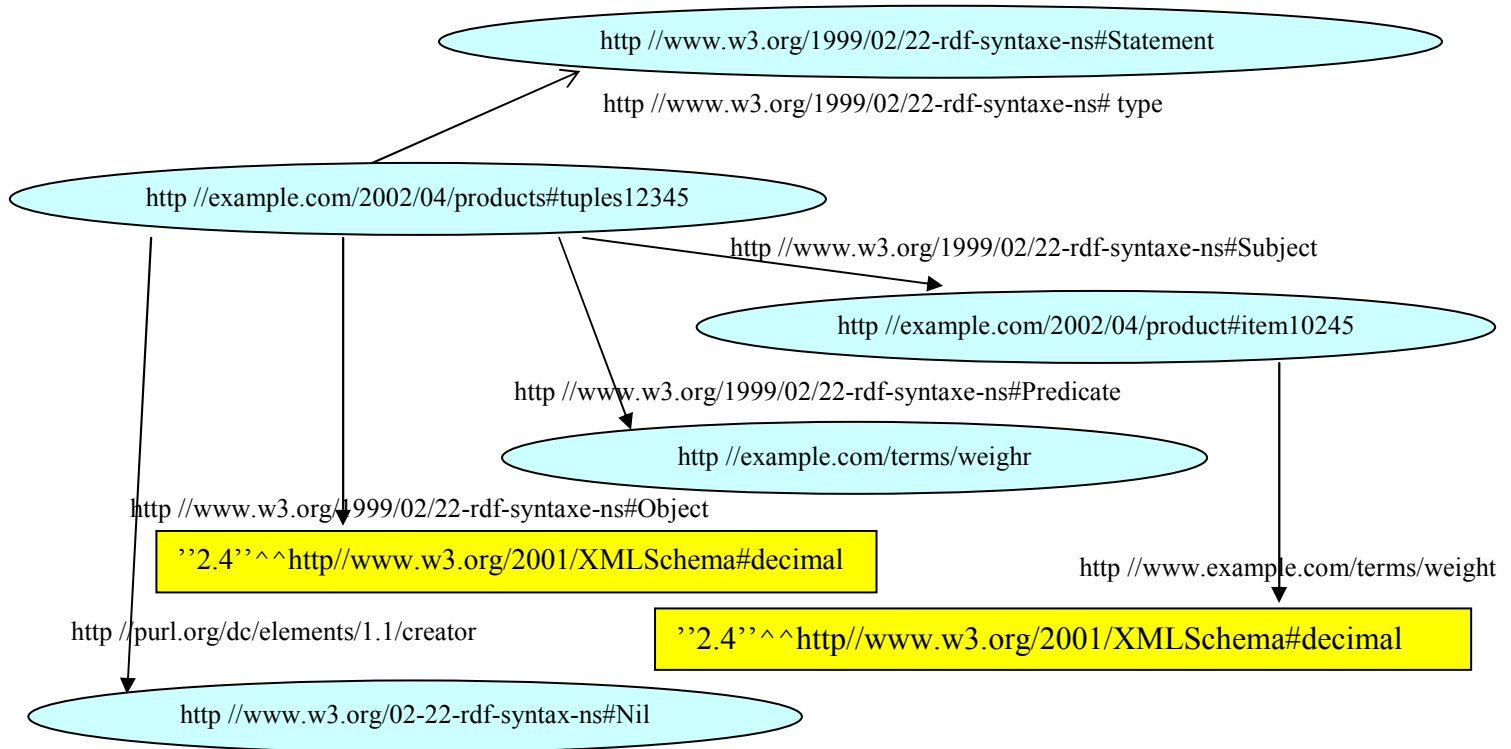 http //www.w3.org/1999/02/22-rdf-syntaxe-ns#Statement
http //www.w3.org/1999/02/22-rdf-syntaxe-ns# type
http //example.com/2002/04/products#tuples12345
http //www.w3.org/1999/02/22-rdf-syntaxe-ns#Subject
http //example.com/2002/04/product#item10245
http //www.w3.org/1999/02/22-rdf-syntaxe-ns#Predicate
http //example.com/terms/weighr
http //www.w3.org/1999/02/22-rdf-syntaxe-ns#Object
’’2.4’’^^http//www.w3.org/2001/XMLSchema#decimal
http //www.example.com/terms/weight
http //purl.org/dc/elements/1.1/creator
’’2.4’’^^http//www.w3.org/2001/XMLSchema#decimal
http //www.w3.org/02-22-rdf-syntax-ns#Nil